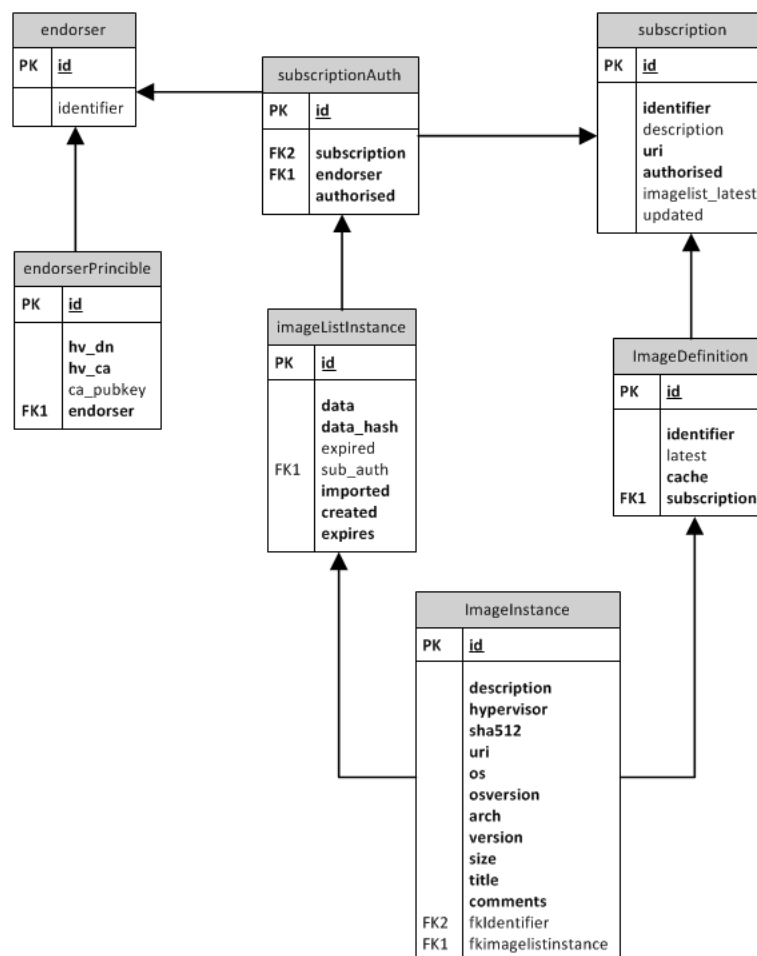 endorser
PK id
identifier
subscriptionAuth
PK id
FK2 subscription
FK1 endorser
authorised
subscription
PK id
identifier
description
uri
authorised
imagelist_latest
updated
endorserPrincible
PK id
hv_dn
hv_ca
ca_pubkey
FK1 endorser
imageListInstance
PK id
data
data_hash
expired
FK1 sub_auth
imported
created
expires
ImageDefinition
PK id
identifier
latest
cache
FK1 subscription
ImageInstance
PK id
description
hypervisor
sha512
uri
os
osversion
arch
version
size
title
comments
FK2 fkIdentifier
FK1 fkimagelistinstance